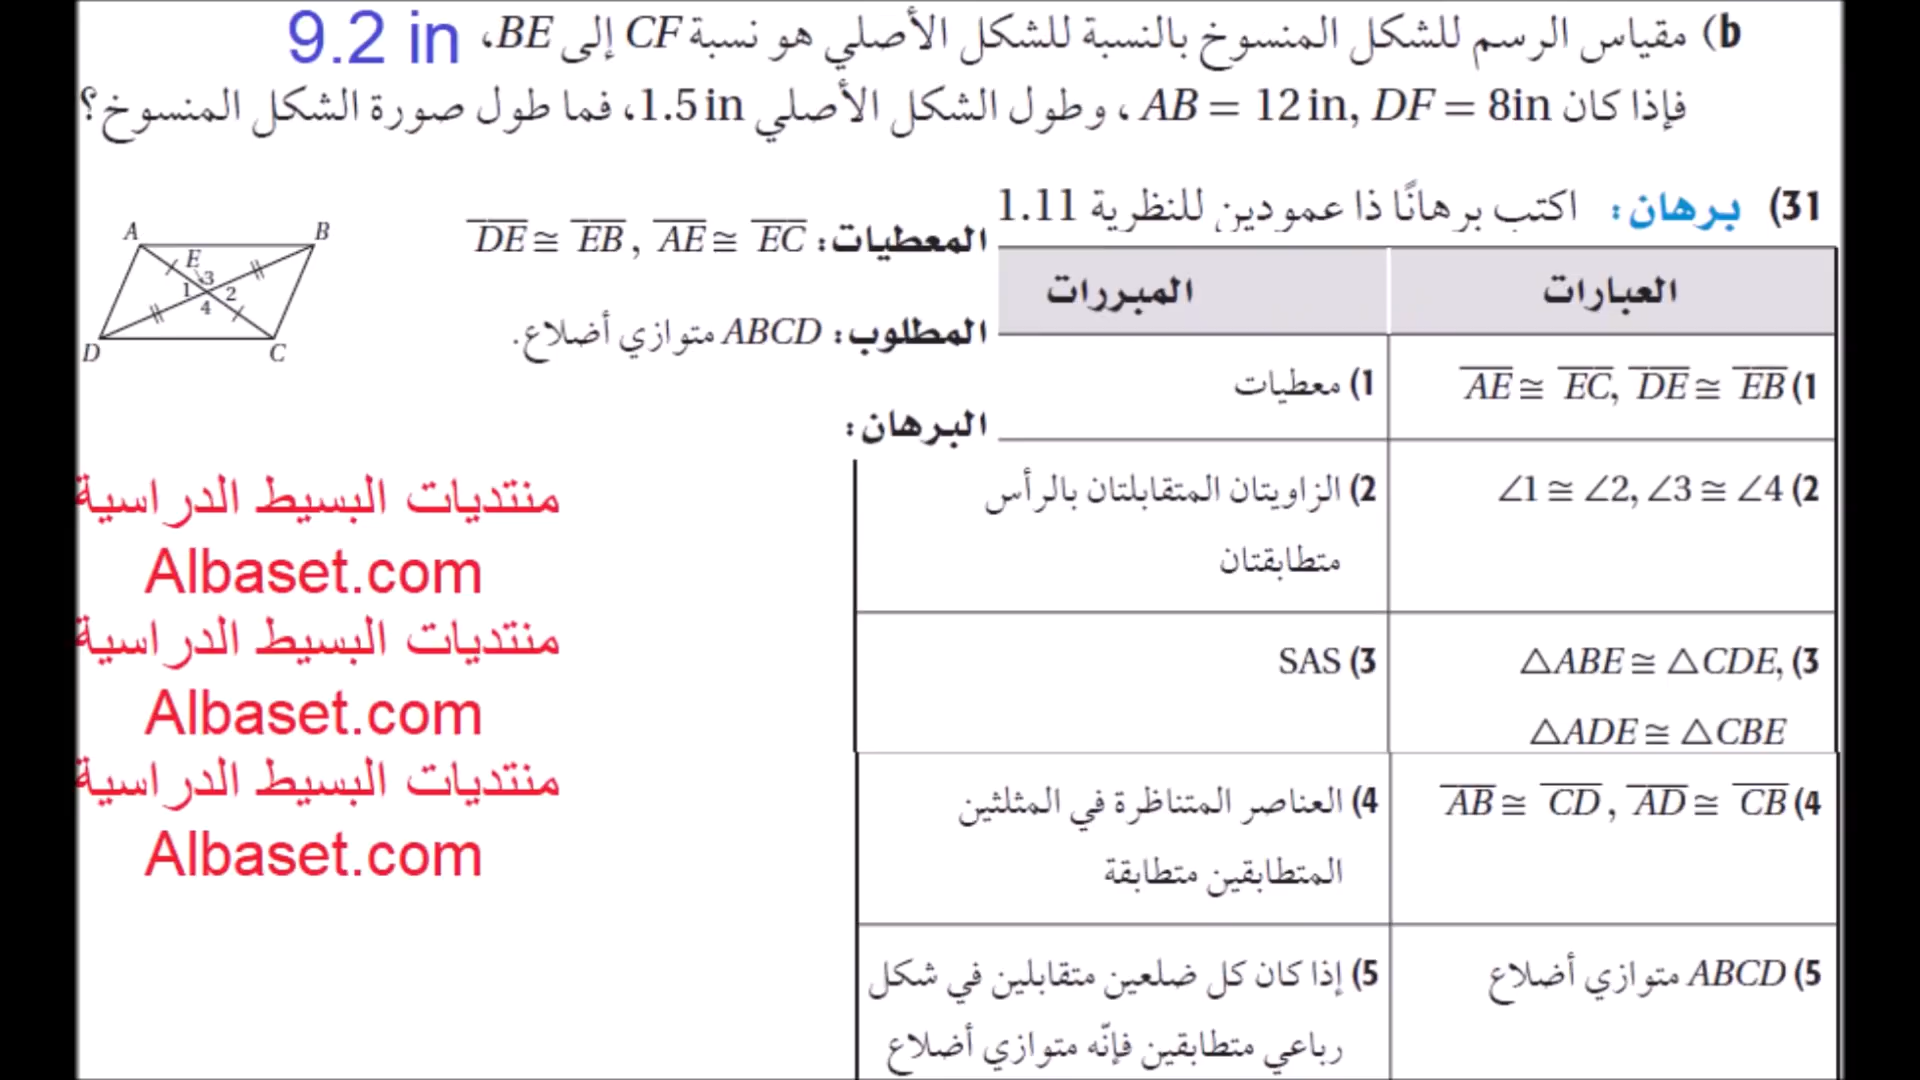 b) مقياس الرسم للشكل المنسوخ بالنسبة للشكل الأصلي هو نسبة CF إلى BE، 9.2 in
فإذا كان AB = 12 in, DF = 8in ، وطول الشكل الأصلي 1.5 in، فما طول صورة الشكل المنسوخ؟
31) برهان: اكتب برهانًا ذا عمودين للنظرية 1.11
المعطيات: DE ≅ EB , AE ≅ EC
المطلوب: ABCD متوازي أضلاع.
البرهان:
A
B
E
3
1
2
4
D
C
العبارات
المبررات
1) AE ≅ EC, DE ≅ EB
1) معطيات
2) ∠1 ≅ ∠2, ∠3 ≅ ∠4
2) الزاويتان المتقابلتان بالرأس
متطابقتان
3) △ABE ≅ △CDE,
△ADE ≅ △CBE
3) SAS
4) AB ≅ CD , AD ≅ CB
4) العناصر المتناظرة في المثلثين
المتطابقين متطابقة
5) ABCD متوازي أضلاع
5) إذا كان كل ضلعين متقابلين في شكل
رباعي متطابقين فإنّه متوازي أضلاع
منتديات البسيط الدراسية
Albaset.com
منتديات البسيط الدراسية
Albaset.com
منتديات البسيط الدراسية
Albaset.com